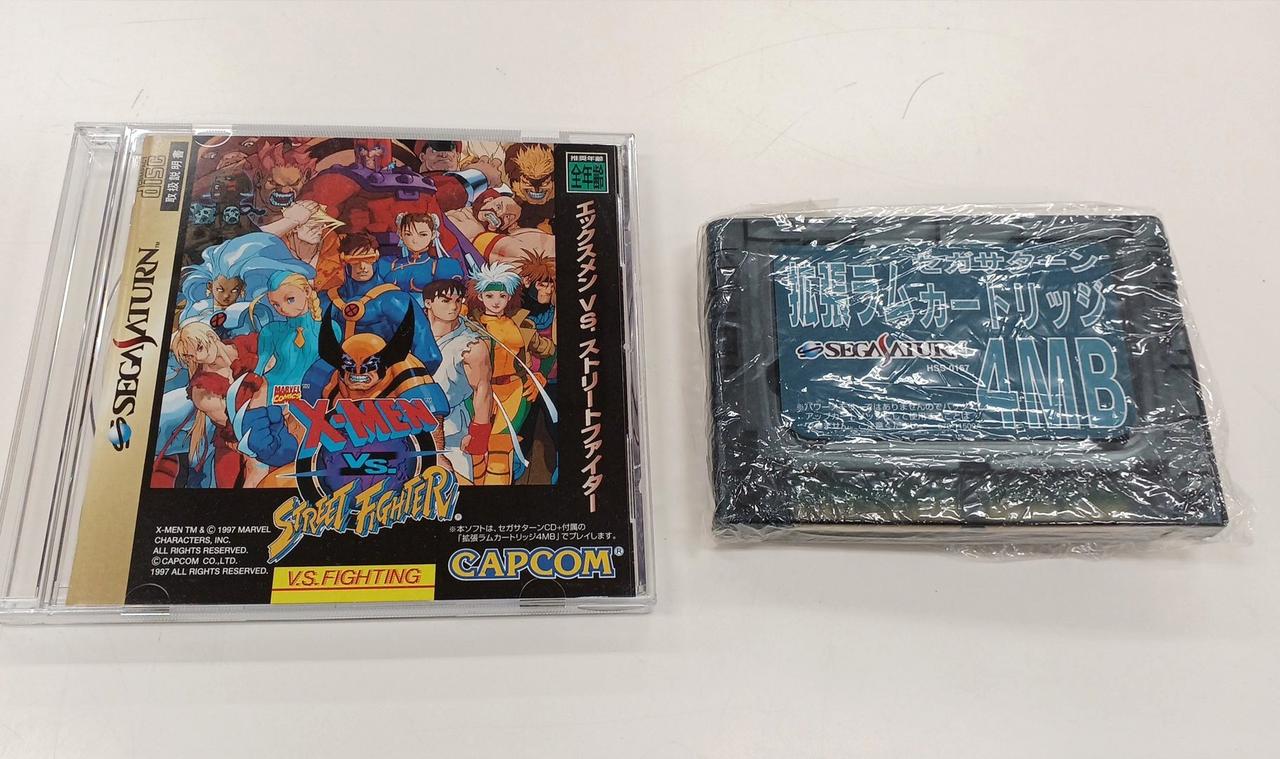 DISC
取扱説明書
SEGA SATURN™
推奨年齢
エックスメン VS. ストリートファイター
MARVEL COMICS
X-MEN
VS.
STREET FIGHTER
X-MEN TM & © 1997 MARVEL
CHARACTERS, INC.
ALL RIGHTS RESERVED.
© CAPCOM CO.,LTD.
1997 ALL RIGHTS RESERVED.
※本ソフトは、セガサターンCD+付属の
「拡張ラムカートリッジ4MB」でプレイします。
V.S. FIGHTING
CAPCOM®
セガサターン
拡張ラムカートリッジ
SEGA SATURN
HSS-0167
4MB